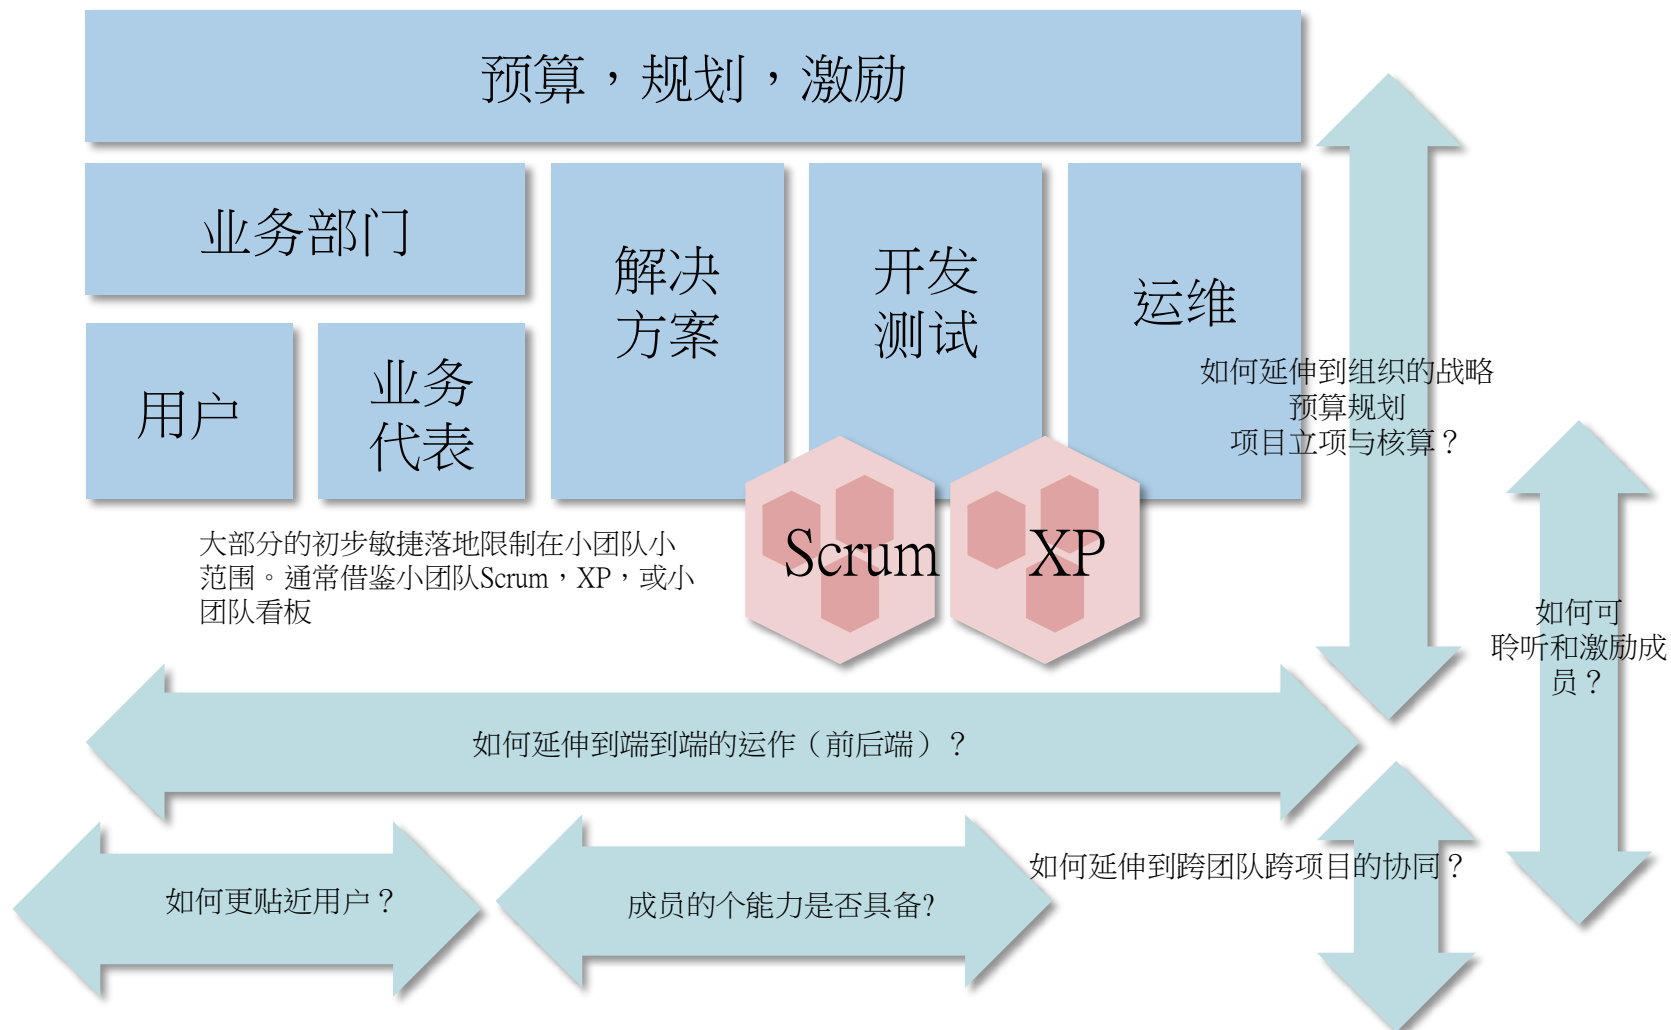 预算，规划，激励
业务部门
解决
方案
开发
测试
运维
用户
业务
代表
如何延伸到组织的战略
预算规划
项目立项与核算？
大部分的初步敏捷落地限制在小团队小
范围。通常借鉴小团队Scrum，XP，或小
团队看板
Scrum
XP
如何可
聆听和激励成
员？
如何延伸到端到端的运作（前后端）？
如何更贴近用户？
成员的个能力是否具备?
如何延伸到跨团队跨项目的协同？